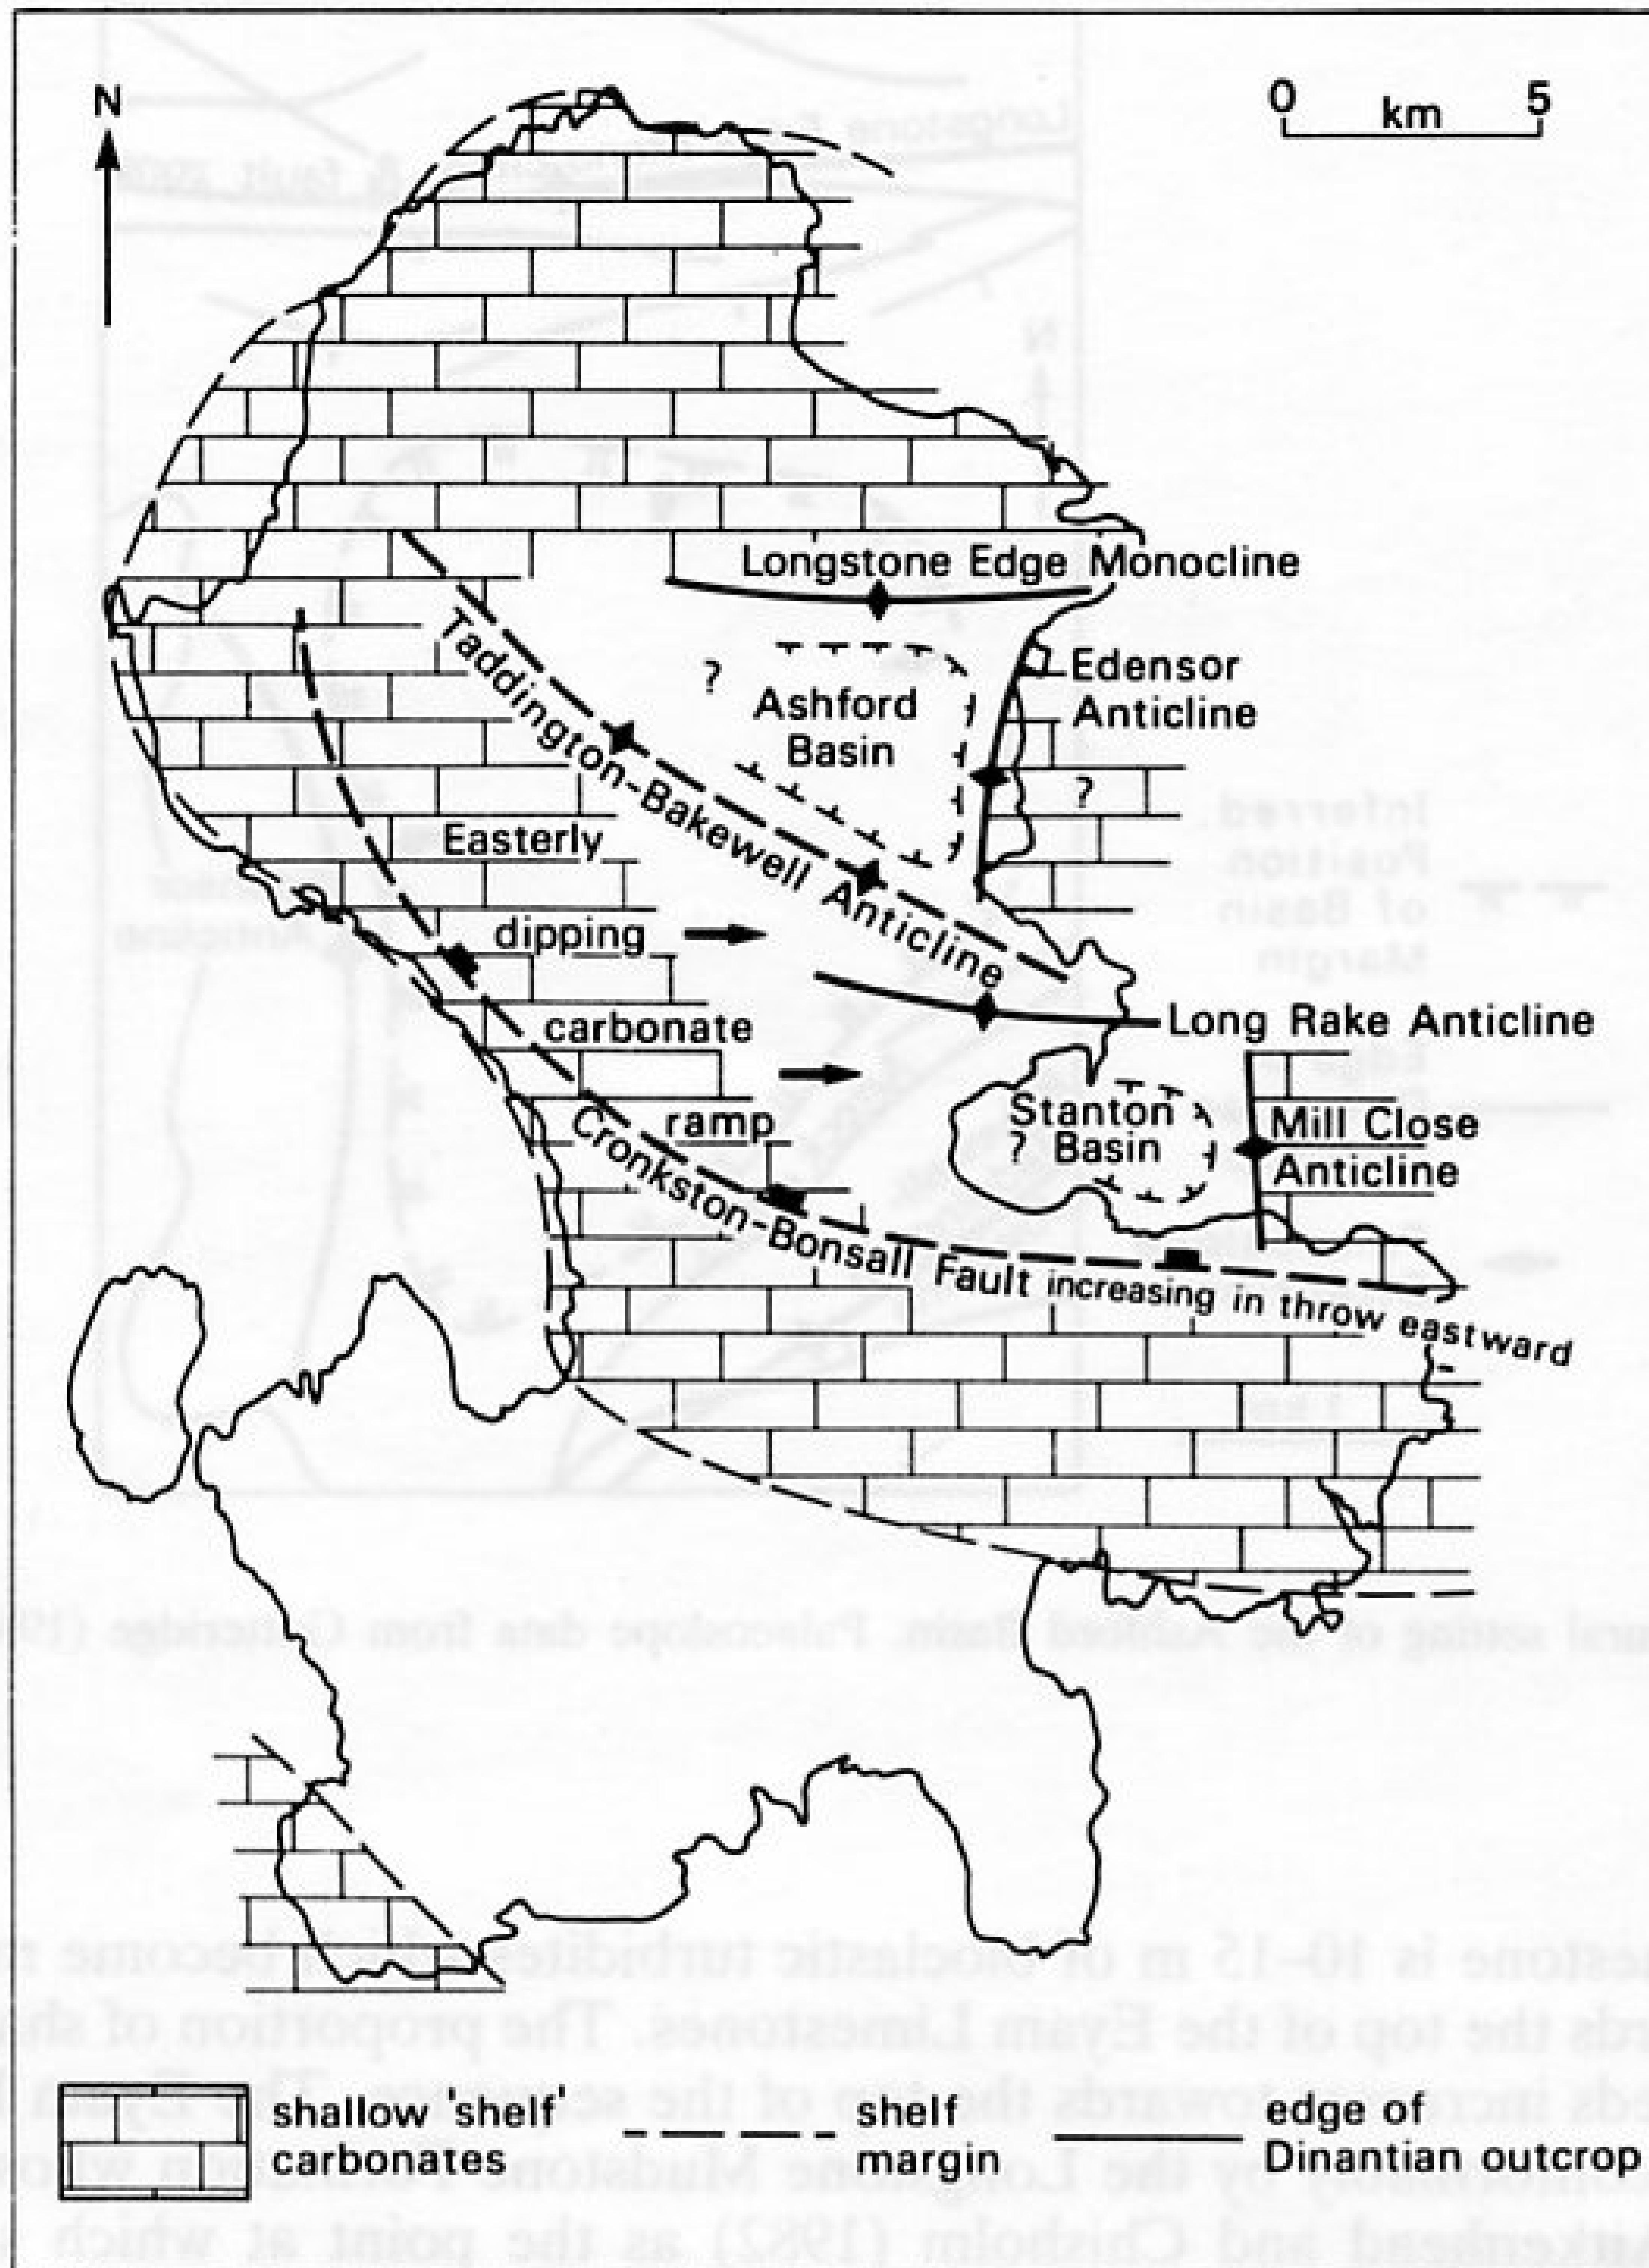 N
0 km 5
Longstone Edge Monocline
Edensor
Anticline
?
Ashford
Basin
Taddington-Bakewell Anticline
?
Easterly
dipping
carbonate
ramp
Long Rake Anticline
Stanton
? Basin
Mill Close
Anticline
Cronkston-Bonsall Fault increasing in throw eastward
shallow 'shelf'
carbonates
shelf
margin
edge of
Dinantian outcrop